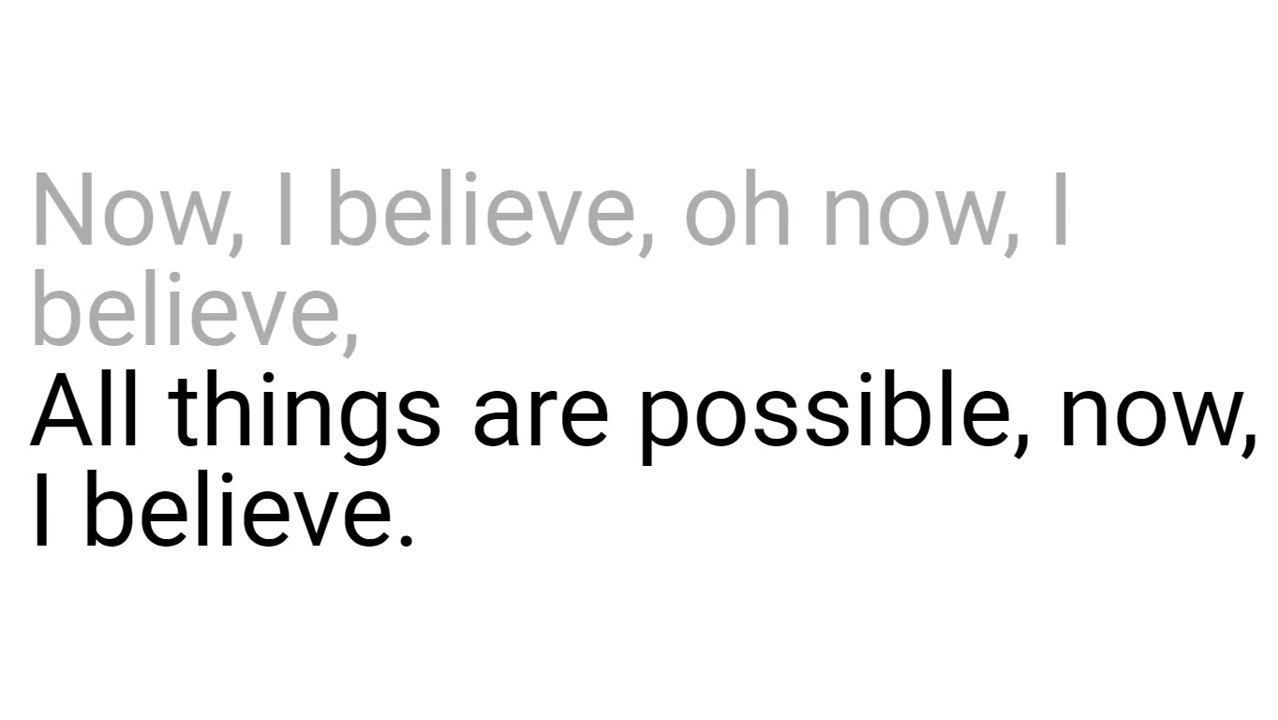 Now, I believe, oh now, I
believe,
All things are possible, now,
I believe.